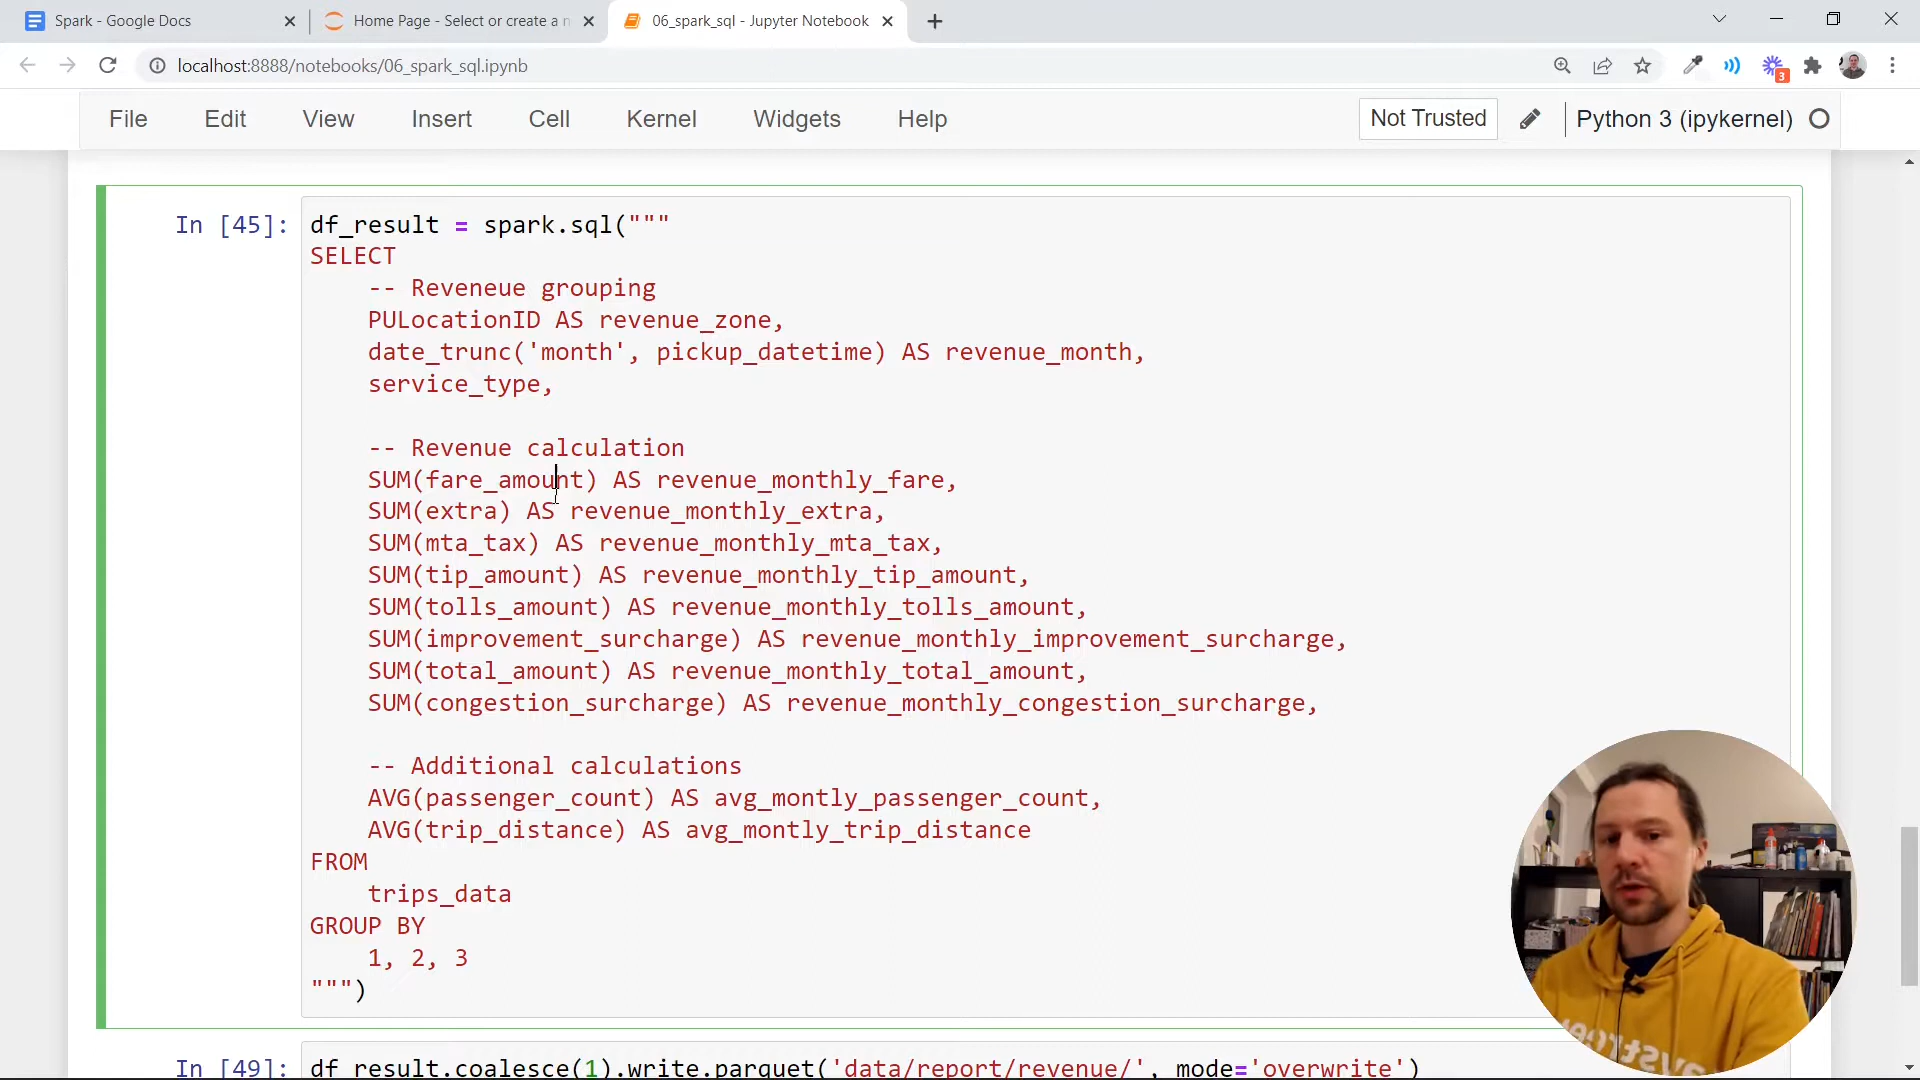 Spark - Google Docs
Home Page - Select or create a n
06_spark_sql - Jupyter Notebook
localhost:8888/notebooks/06_spark_sql.ipynb
3
File Edit View Insert Cell Kernel Widgets Help
Not Trusted
Python 3 (ipykernel)
In [45]:
df_result = spark.sql("""
SELECT
-- Reveneue grouping
PULocationID AS revenue_zone,
date_trunc('month', pickup_datetime) AS revenue_month,
service_type,
-- Revenue calculation
SUM(fare_amount) AS revenue_monthly_fare,
SUM(extra) AS revenue_monthly_extra,
SUM(mta_tax) AS revenue_monthly_mta_tax,
SUM(tip_amount) AS revenue_monthly_tip_amount,
SUM(tolls_amount) AS revenue_monthly_tolls_amount,
SUM(improvement_surcharge) AS revenue_monthly_improvement_surcharge,
SUM(total_amount) AS revenue_monthly_total_amount,
SUM(congestion_surcharge) AS revenue_monthly_congestion_surcharge,
-- Additional calculations
AVG(passenger_count) AS avg_montly_passenger_count,
AVG(trip_distance) AS avg_montly_trip_distance
FROM
trips_data
GROUP BY
1, 2, 3
""")
In [49]:
df_result.coalesce(1).write.parquet('data/report/revenue/', mode='overwrite')